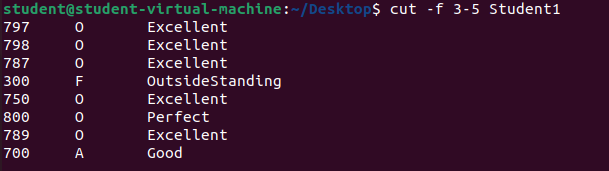 student@student-virtual-machine:~/Desktop$ cut -f 3-5 Student1
797 O Excellent
798 O Excellent
787 O Excellent
300 F OutsideStanding
750 O Excellent
800 O Perfect
789 O Excellent
700 A Good